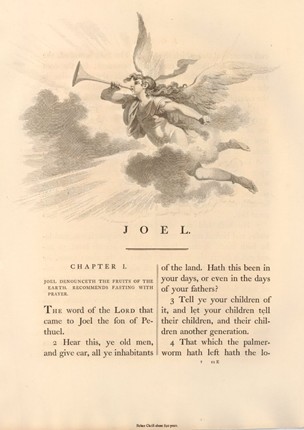 JOEL.
CHAPTER I.
JOEL DENOUNCETH THE FRUITS OF THE
EARTH. RECOMMENDS FASTING WITH
PRAYER.
THE word of the LORD that
came to Joel the son of Pe-
thuel.
2 Hear this, ye old men,
and give ear, all ye inhabitants
of the land. Hath this been in
your days, or even in the days
of your fathers?
3 Tell ye your children of
it, and let your children tell
their children, and their chil-
dren another generation.
4 That which the palmer-
worm hath left hath the lo-